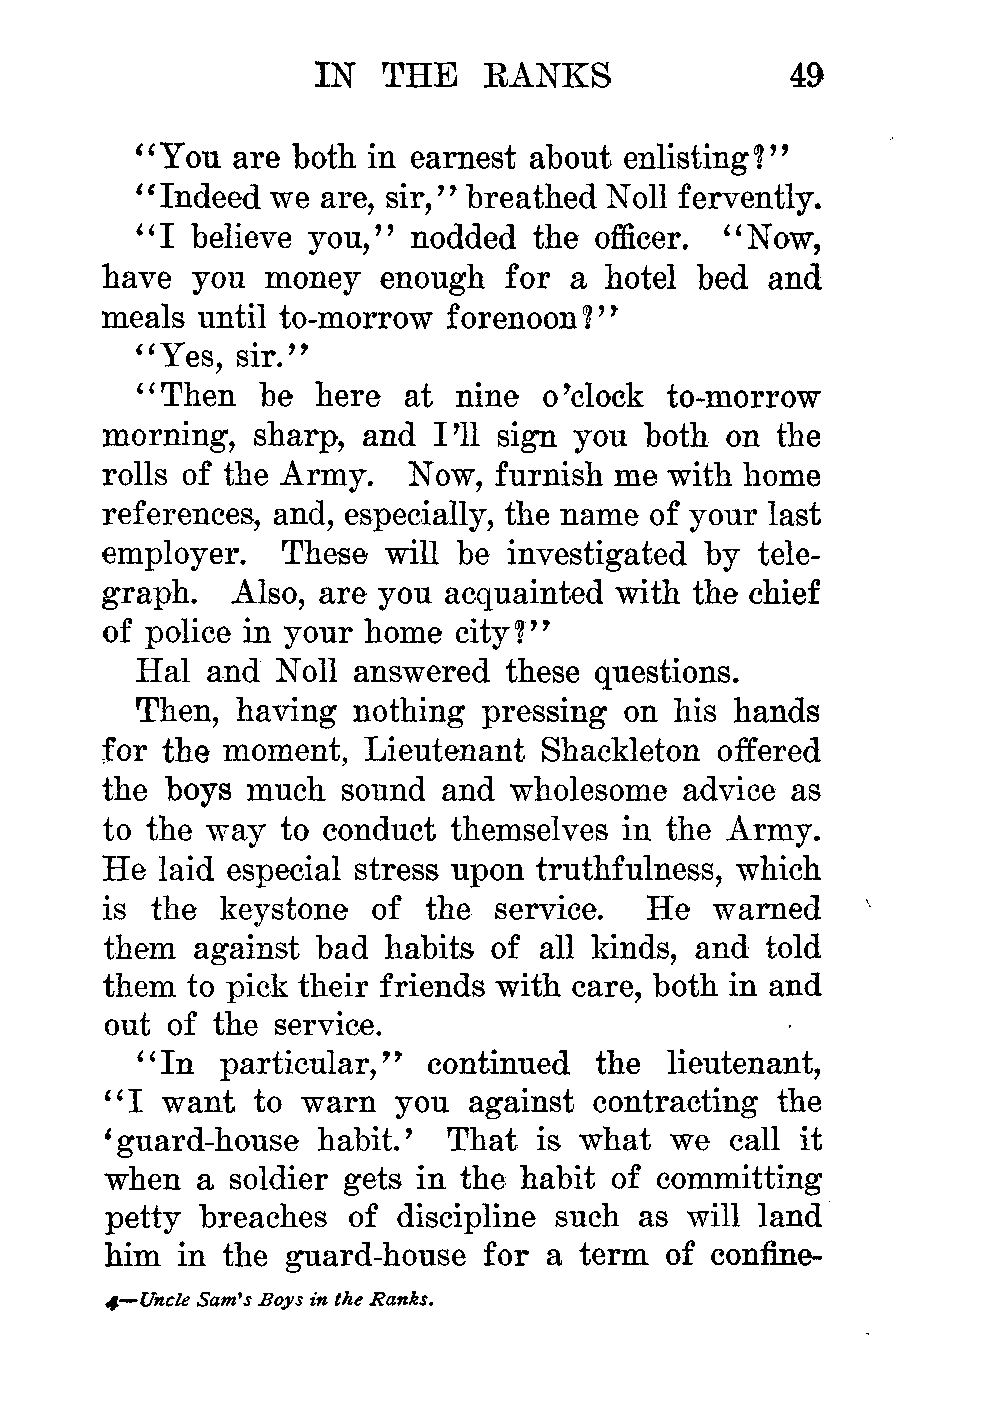 IN THE RANKS 49
"You are both in earnest about enlisting?"
"Indeed we are, sir," breathed Noll fervently.
"I believe you," nodded the officer. "Now,
have you money enough for a hotel bed and
meals until to-morrow forenoon?"
"Yes, sir."
"Then be here at nine o'clock to-morrow
morning, sharp, and I'll sign you both on the
rolls of the Army. Now, furnish me with home
references, and, especially, the name of your last
employer. These will be investigated by tele-
graph. Also, are you acquainted with the chief
of police in your home city?"
Hal and Noll answered these questions.
Then, having nothing pressing on his hands
for the moment, Lieutenant Shackleton offered
the boys much sound and wholesome advice as
to the way to conduct themselves in the Army.
He laid especial stress upon truthfulness, which
is the keystone of the service. He warned
them against bad habits of all kinds, and told
them to pick their friends with care, both in and
out of the service.
"In particular," continued the lieutenant,
"I want to warn you against contracting the
'guard-house habit.' That is what we call it
when a soldier gets in the habit of committing
petty breaches of discipline such as will land
him in the guard-house for a term of confine-
4—Uncle Sam's Boys in the Ranks.